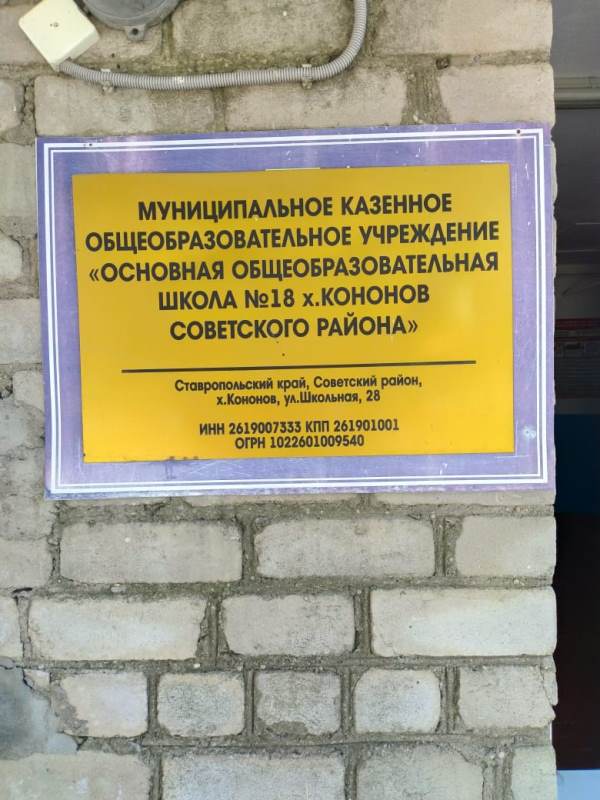 МУНИЦИПАЛЬНОЕ КАЗЕННОЕ
ОБЩЕОБРАЗОВАТЕЛЬНОЕ УЧРЕЖДЕНИЕ
«ОСНОВНАЯ ОБЩЕОБРАЗОВАТЕЛЬНАЯ
ШКОЛА №18 х.КОНОНОВ
СОВЕТСКОГО РАЙОНА»
Ставропольский край, Советский район,
х.Кононов, ул.Школьная, 28
ИНН 2619007333 КПП 261901001
ОГРН 1022601009540